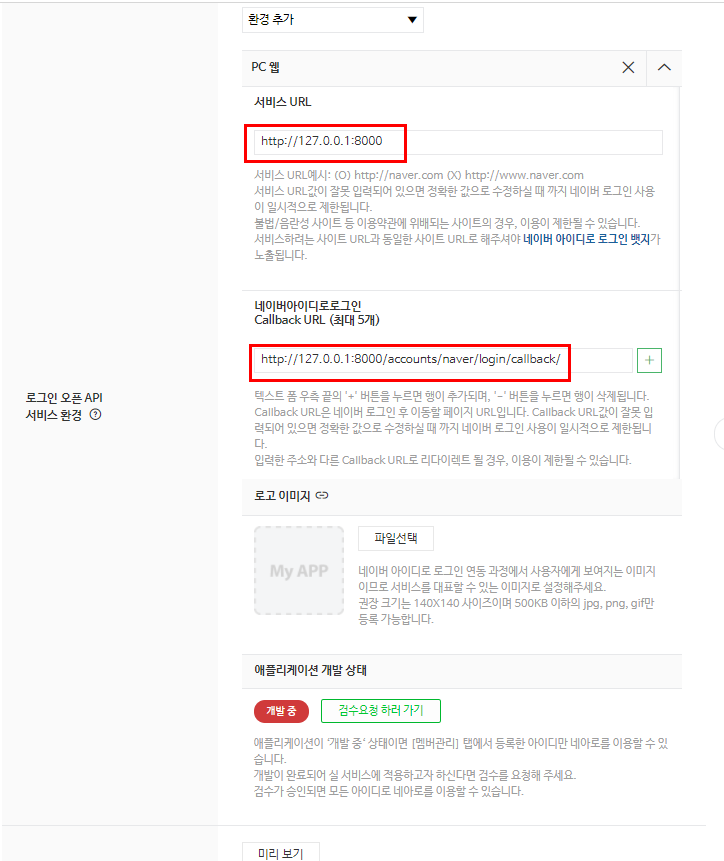 환경 추가
PC 웹
서비스 URL
http://127.0.0.1:8000
서비스 URL예시: (O) http://naver.com (X) http://www.naver.com
서비스 URL값이 잘못 입력되어 있으면 정확한 값으로 수정하실 때 까지 네이버 로그인 사용
이 일시적으로 제한됩니다.
불법/음란성 사이트 등 이용약관에 위배되는 사이트의 경우, 이용이 제한될 수 있습니다.
서비스하려는 사이트 URL과 동일한 사이트 URL로 해주셔야 네이버 아이디로 로그인 뱃지가
노출됩니다.
네이버아이디로로그인
Callback URL (최대 5개)
http://127.0.0.1:8000/accounts/naver/login/callback/
텍스트 폼 우측 끝의 '+' 버튼을 누르면 행이 추가되며, '-' 버튼을 누르면 행이 삭제됩니다.
Callback URL은 네이버 로그인 후 이동할 페이지 URL입니다. Callback URL값이 잘못 입
력되어 있으면 정확한 값으로 수정하실 때 까지 네이버 로그인 사용이 일시적으로 제한됩니
다.
입력한 주소와 다른 Callback URL로 리다이렉트 될 경우, 이용이 제한될 수 있습니다.
로그인 오픈 API
서비스 환경 ?
로고 이미지
My APP
파일선택
네이버 아이디로 로그인 연동 과정에서 사용자에게 보여지는 이미지
이므로 서비스를 대표할 수 있는 이미지로 설정해주세요.
권장 크기는 140X140 사이즈이며 500KB 이하의 jpg, png, gif만
등록 가능합니다.
애플리케이션 개발 상태
개발 중
검수요청 하러 가기
애플리케이션이 '개발 중' 상태이면 [멤버관리] 탭에서 등록한 아이디만 네아로를 이용할 수 있
습니다.
개발이 완료되어 실 서비스에 적용하고자 하신다면 검수를 요청해 주세요.
검수가 승인되면 모든 아이디로 네아로를 이용할 수 있습니다.
미리 보기